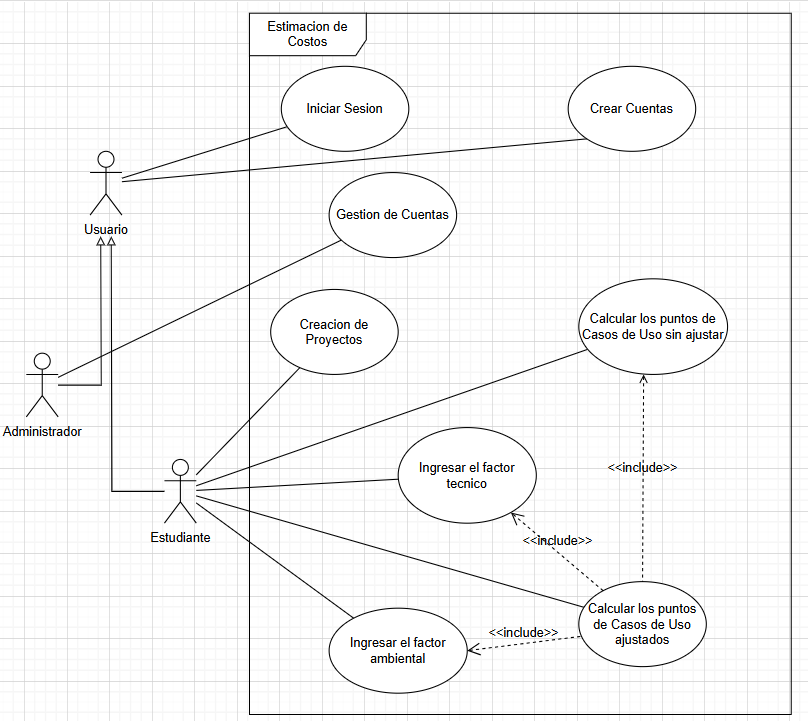 Estimacion de
Costos
Iniciar Sesion
Crear Cuentas
Usuario
Gestion de Cuentas
Creacion de
Proyectos
Calcular los puntos de
Casos de Uso sin ajustar
Administrador
<<include>>
Ingresar el factor
tecnico
Estudiante
<<include>>
Calcular los puntos
de Casos de Uso
ajustados
<<include>>
Ingresar el factor
ambiental